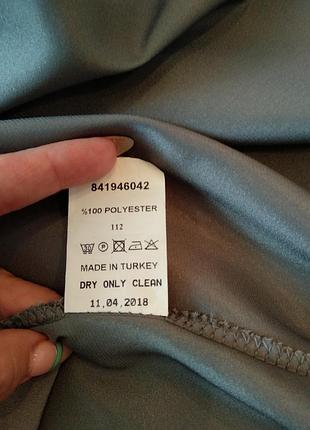 841946042
%100 POLYESTER
112
MADE IN TURKEY
DRY ONLY CLEAN
11,04,2018